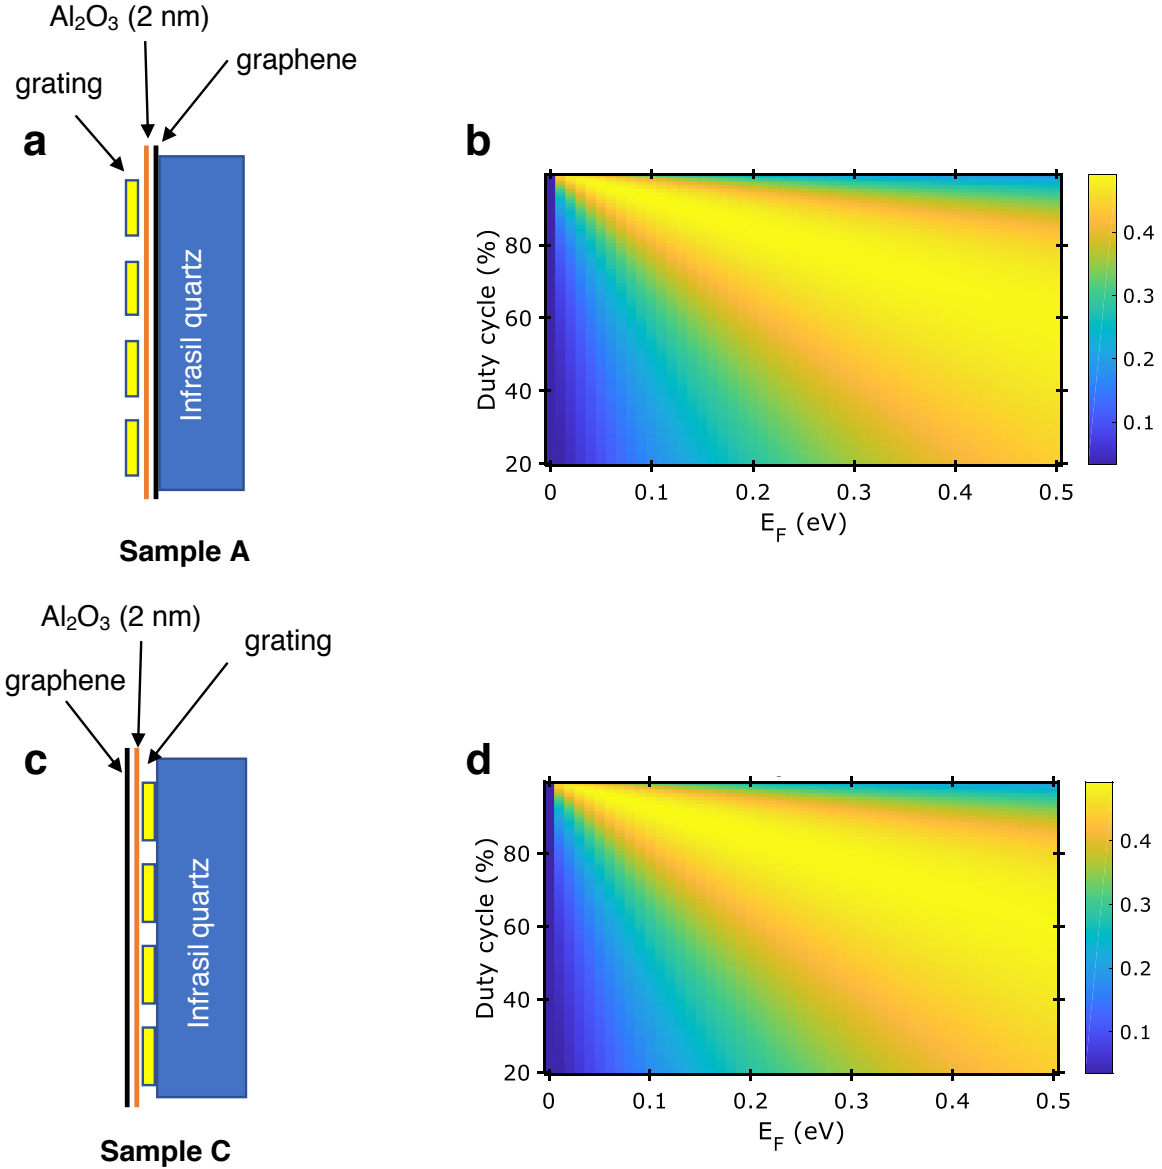 Al₂O₃ (2 nm)
graphene
grating
a
Infrasil quartz
Sample A
b
Duty cycle (%)
80
60
40
20
0 0.1 0.2 0.3 0.4 0.5
E_F (eV)
0.4
0.3
0.2
0.1
Al₂O₃ (2 nm)
grating
graphene
c
Infrasil quartz
Sample C
d
Duty cycle (%)
80
60
40
20
0 0.1 0.2 0.3 0.4 0.5
E_F (eV)
0.4
0.3
0.2
0.1